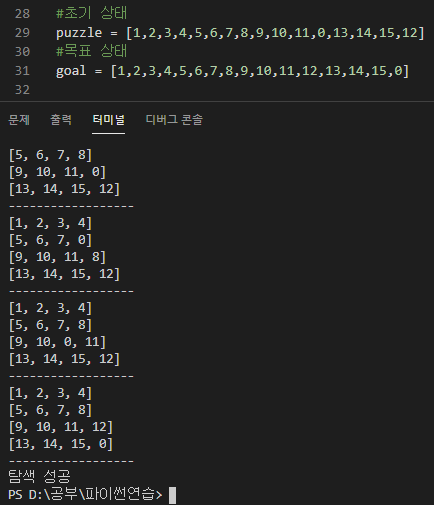 28 #초기 상태
29 puzzle = [1,2,3,4,5,6,7,8,9,10,11,0,13,14,15,12]
30 #목표 상태
31 goal = [1,2,3,4,5,6,7,8,9,10,11,12,13,14,15,0]
32
문제 출력 터미널 디버그 콘솔
[5, 6, 7, 8]
[9, 10, 11, 0]
[13, 14, 15, 12]
------------------
[1, 2, 3, 4]
[5, 6, 7, 0]
[9, 10, 11, 8]
[13, 14, 15, 12]
------------------
[1, 2, 3, 4]
[5, 6, 7, 8]
[9, 10, 0, 11]
[13, 14, 15, 12]
------------------
[1, 2, 3, 4]
[5, 6, 7, 8]
[9, 10, 11, 12]
[13, 14, 15, 0]
------------------
탐색 성공
PS D:\공부\파이썬연습>